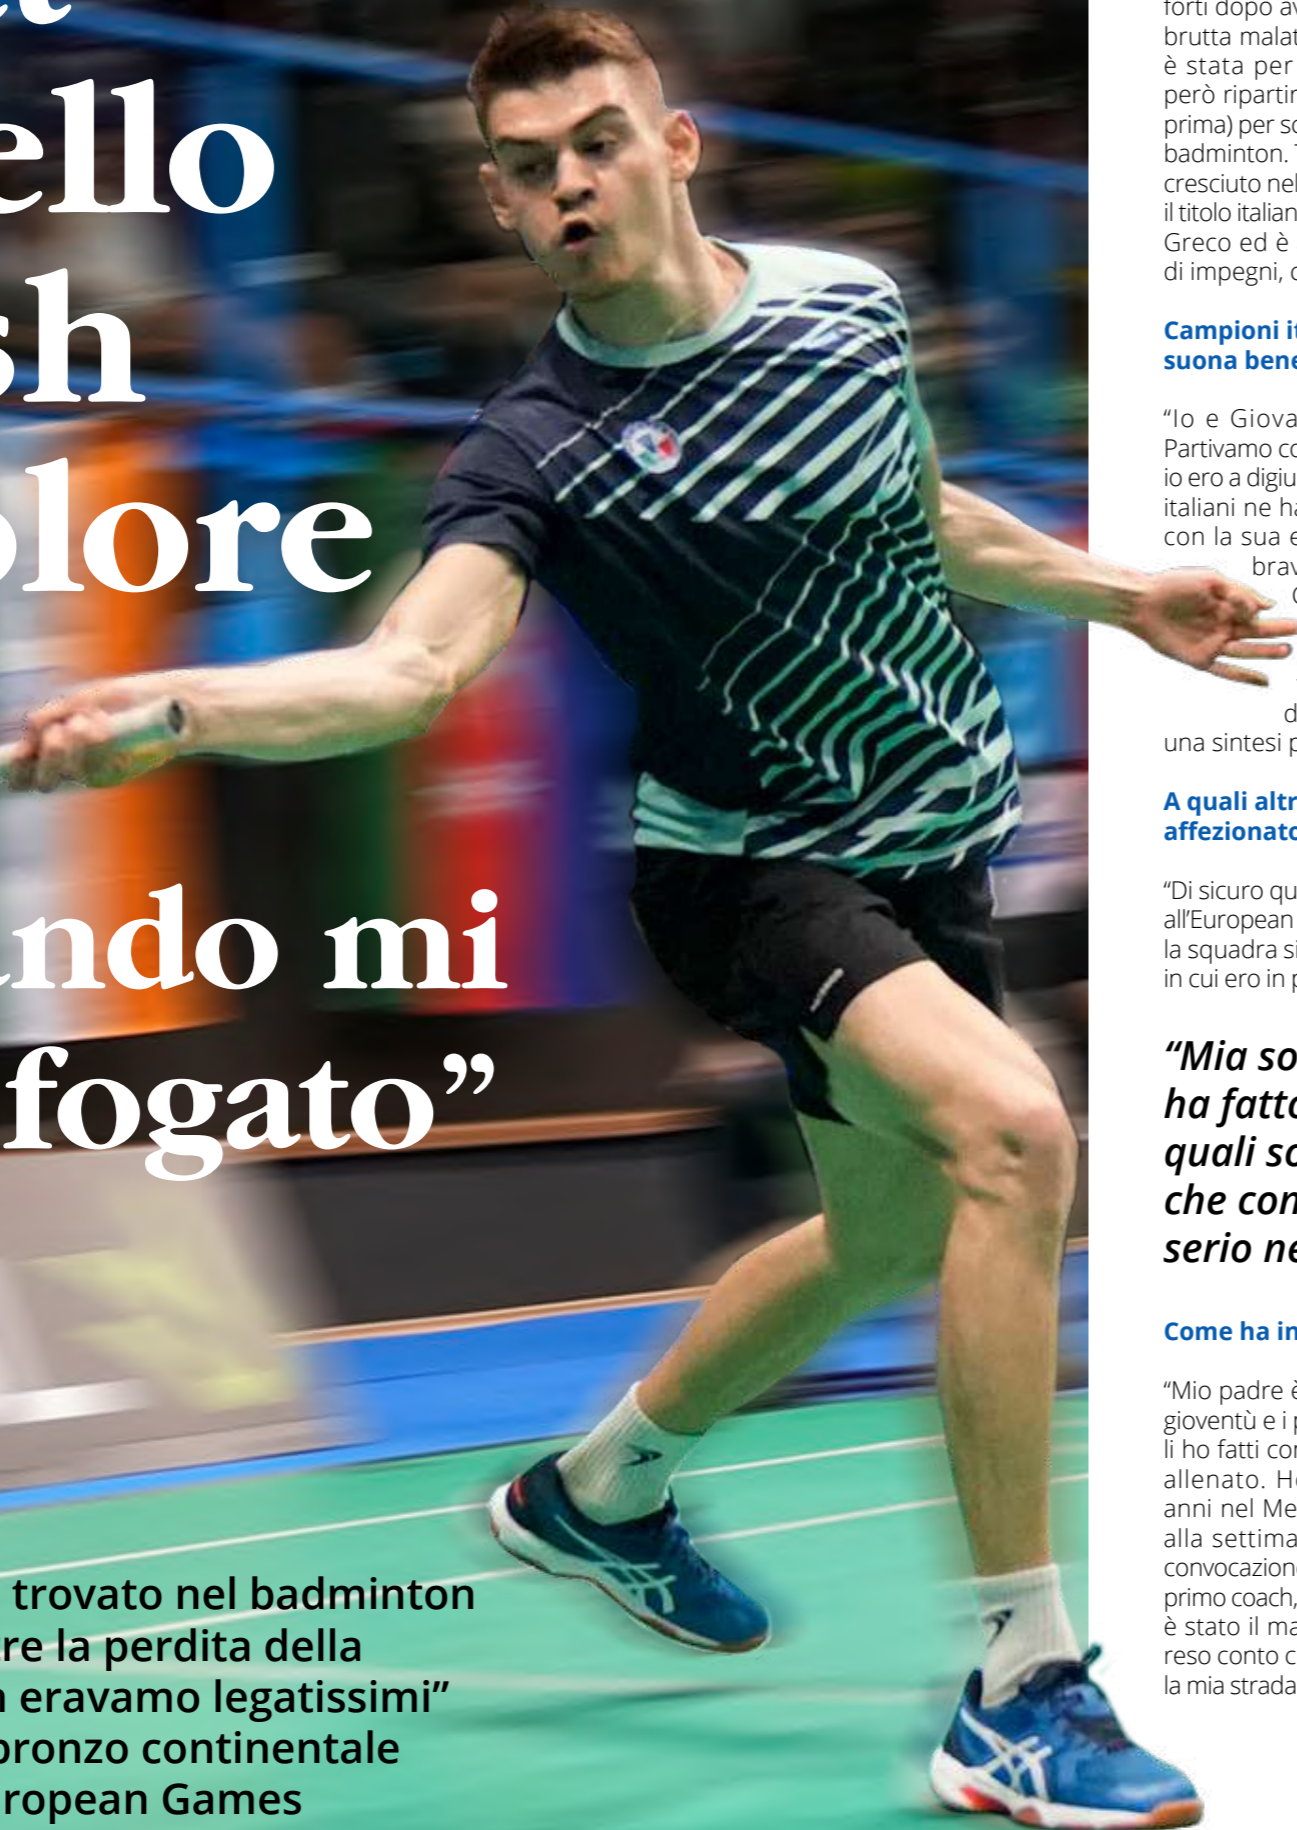 ello
sh
olore
ando mi
fogato”
trovato nel badminton
re la perdita della
eravamo legatissimi”
bronzo continentale
ropean Games
forti dopo av
brutta malat
è stata per
però ripartir
prima) per so
badminton. T
cresciuto nel
il titolo italian
Greco ed è
di impegni, c
Campioni it
suona bene
“Io e Giova
Partivamo co
io ero a digiu
italiani ne ha
con la sua e
brav
d
una sintesi p
A quali altr
affezionato
“Di sicuro qu
all’European
la squadra si
in cui ero in p
“Mia so
ha fatto
quali so
che con
serio ne
Come ha in
“Mio padre è
gioventù e i p
li ho fatti con
allenato. Ho
anni nel Me
alla settima
convocazione
primo coach,
è stato il ma
reso conto c
la mia strada